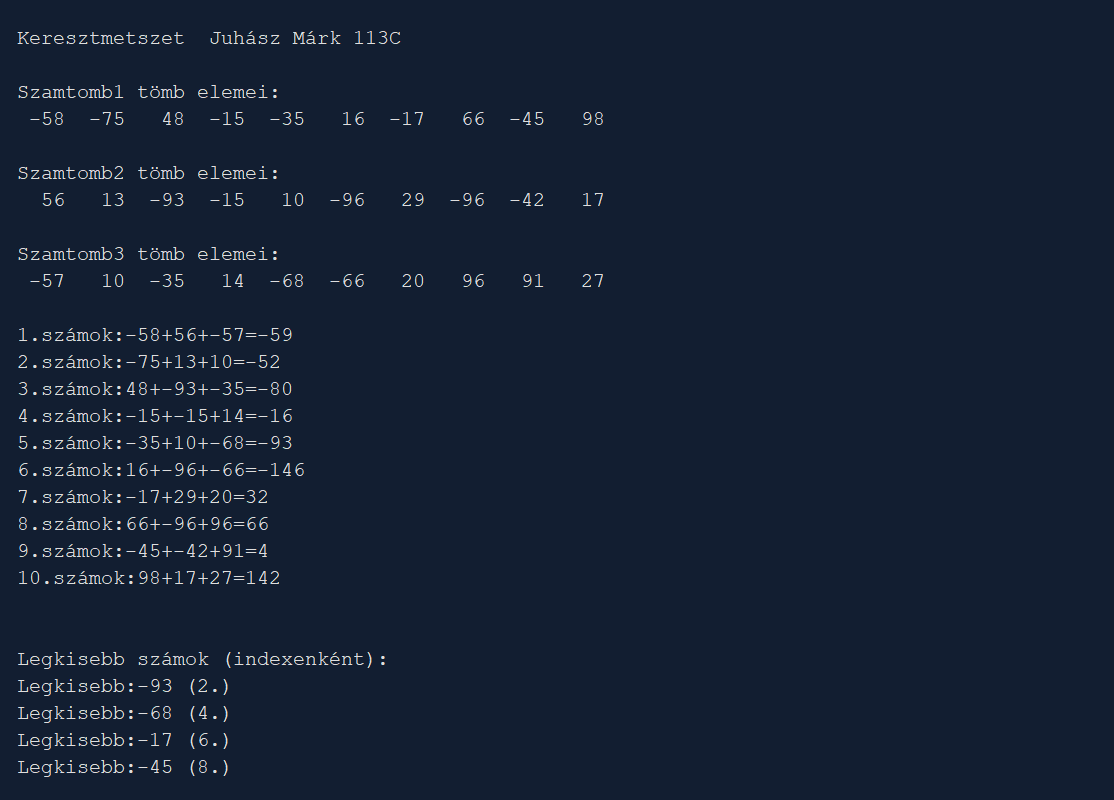 Keresztmetszet  Juhász Márk 113C
Szamtomb1 tömb elemei:
 -58  -75   48  -15  -35   16  -17   66  -45   98
Szamtomb2 tömb elemei:
  56   13  -93  -15   10  -96   29  -96  -42   17
Szamtomb3 tömb elemei:
 -57   10  -35   14  -68  -66   20   96   91   27
1.számok:-58+56+-57=-59
2.számok:-75+13+10=-52
3.számok:48+-93+-35=-80
4.számok:-15+-15+14=-16
5.számok:-35+10+-68=-93
6.számok:16+-96+-66=-146
7.számok:-17+29+20=32
8.számok:66+-96+96=66
9.számok:-45+-42+91=4
10.számok:98+17+27=142
Legkisebb számok (indexenként):
Legkisebb:-93 (2.)
Legkisebb:-68 (4.)
Legkisebb:-17 (6.)
Legkisebb:-45 (8.)